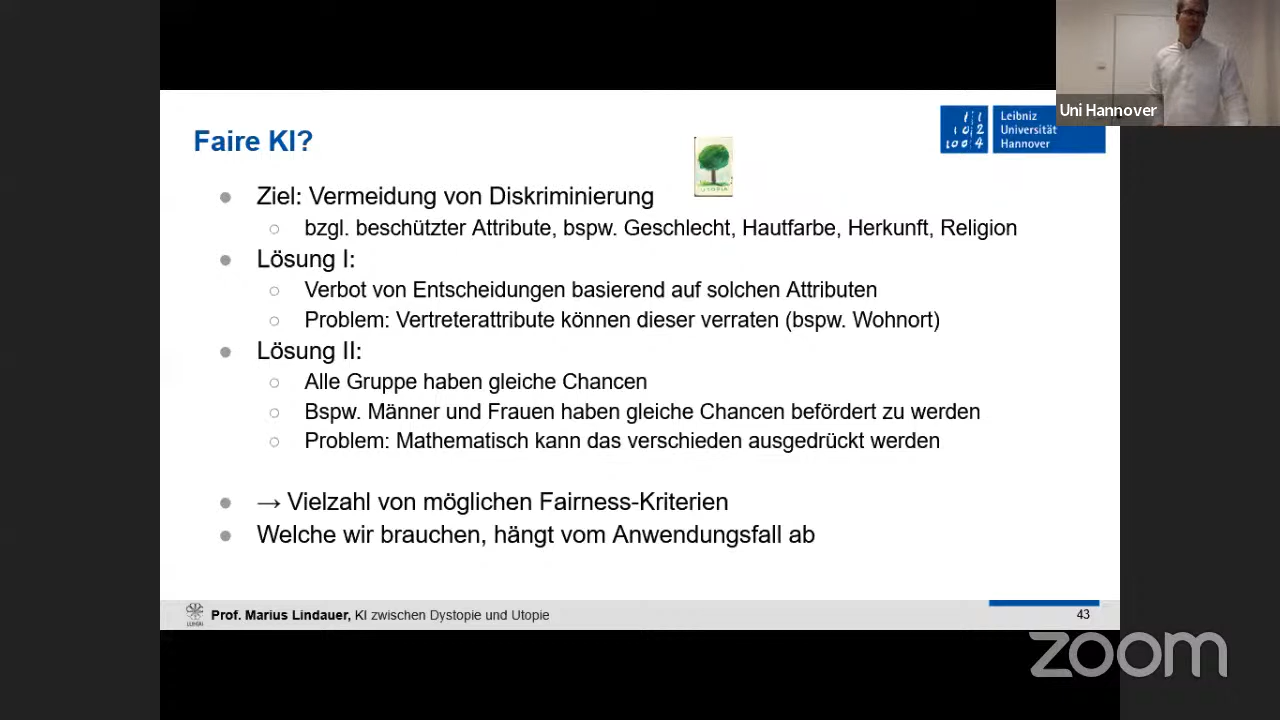 Uni Hannover
Leibniz
Universität
Hannover
Faire KI?
UTOPIA
Ziel: Vermeidung von Diskriminierung
bzgl. beschützter Attribute, bspw. Geschlecht, Hautfarbe, Herkunft, Religion
Lösung I:
Verbot von Entscheidungen basierend auf solchen Attributen
Problem: Vertreterattribute können dieser verraten (bspw. Wohnort)
Lösung II:
Alle Gruppe haben gleiche Chancen
Bspw. Männer und Frauen haben gleiche Chancen befördert zu werden
Problem: Mathematisch kann das verschieden ausgedrückt werden
→ Vielzahl von möglichen Fairness-Kriterien
Welche wir brauchen, hängt vom Anwendungsfall ab
Prof. Marius Lindauer, KI zwischen Dystopie und Utopie
43
zoom